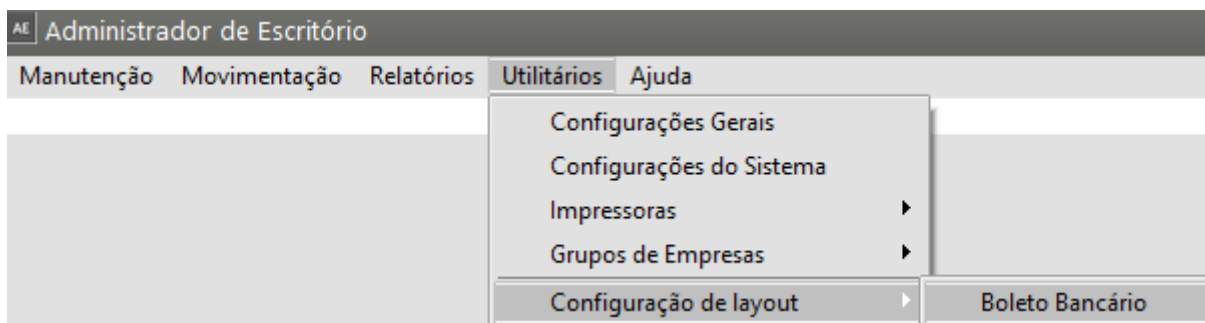 AE Administrador de Escritório
Manutenção Movimentação Relatórios Utilitários Ajuda
Configurações Gerais
Configurações do Sistema
Impressoras
Grupos de Empresas
Configuração de layout Boleto Bancário